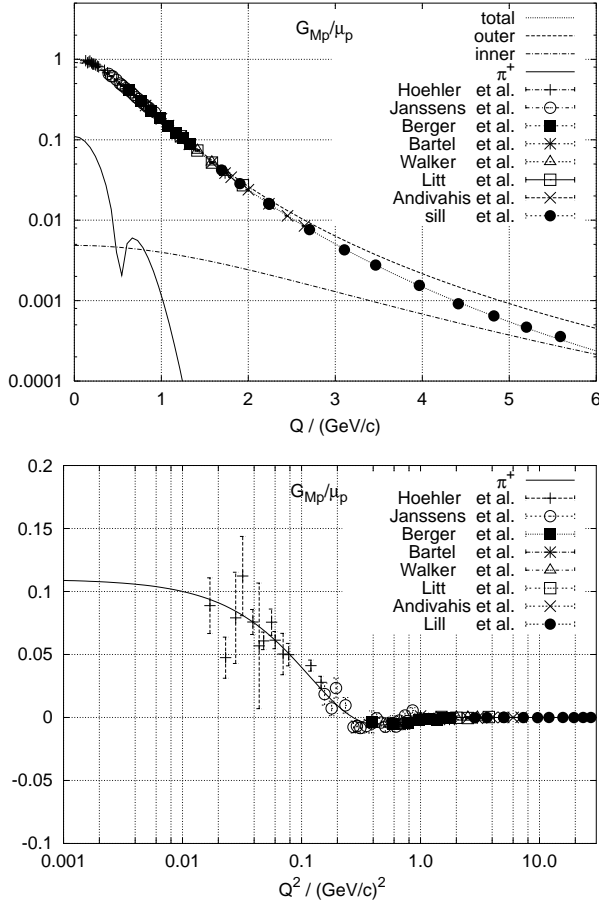 G_Mp/μ_p
total
outer
inner
π^+
Hoehler et al.
Janssens et al.
Berger et al.
Bartel et al.
Walker et al.
Litt et al.
Andivahis et al.
sill et al.
1
0.1
0.01
0.001
0.0001
0 1 2 3 4 5 6
Q / (GeV/c)
0.2
0.15
0.1
0.05
0
-0.05
-0.1
G_Mp/μ_p
π^+
Hoehler et al.
Janssens et al.
Berger et al.
Bartel et al.
Walker et al.
Litt et al.
Andivahis et al.
Lill et al.
0.001 0.01 0.1 1.0 10.0
Q^2 / (GeV/c)^2